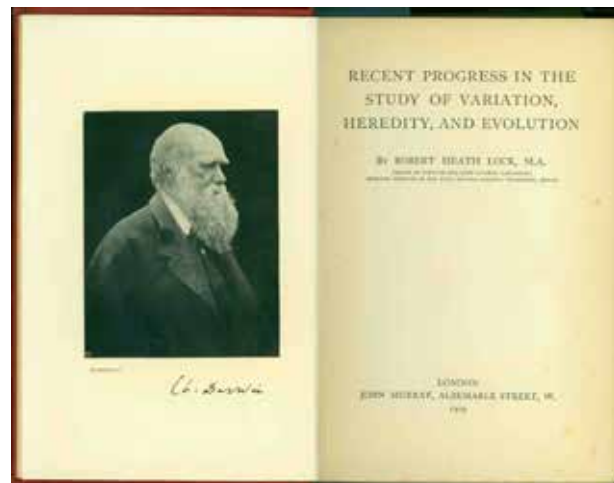 Ch. Darwin
RECENT PROGRESS IN THE
STUDY OF VARIATION,
HEREDITY, AND EVOLUTION
BY ROBERT HEATH LOCK, M.A.
LONDON
JOHN MURRAY, ALBEMARLE STREET, W.